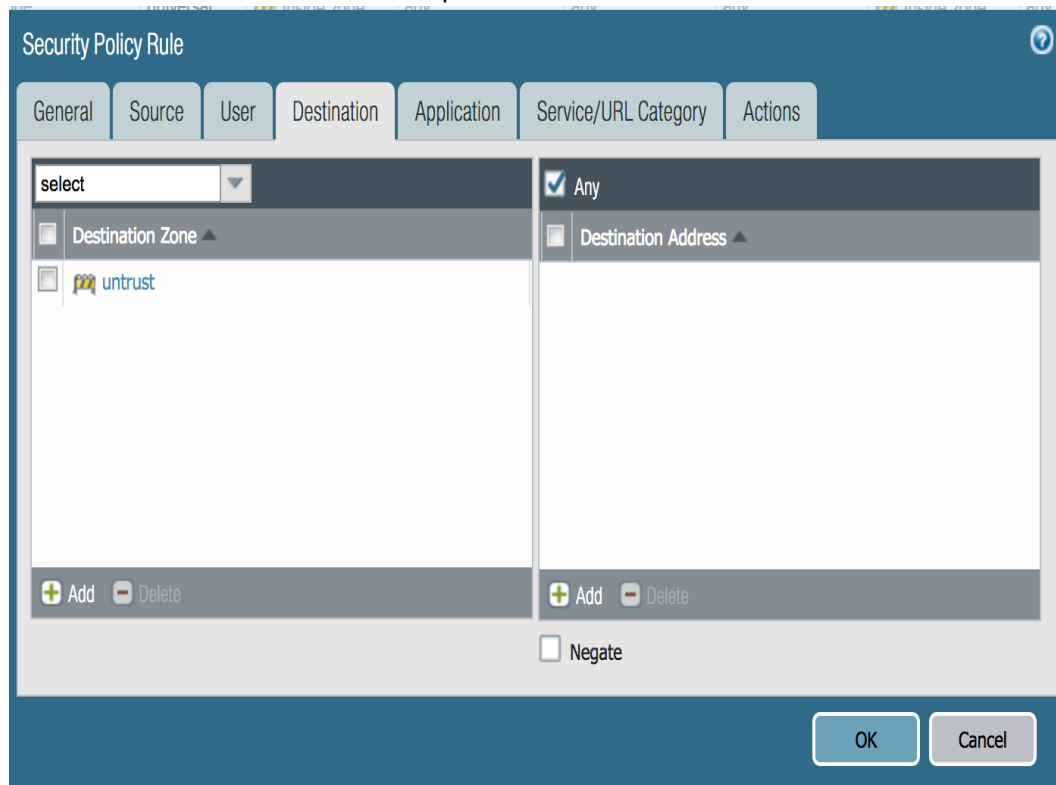 universal
Security Policy Rule
General Source User Destination Application Service/URL Category Actions
select
Any
Destination Zone
Destination Address
untrust
Add Delete
Add Delete
Negate
OK Cancel